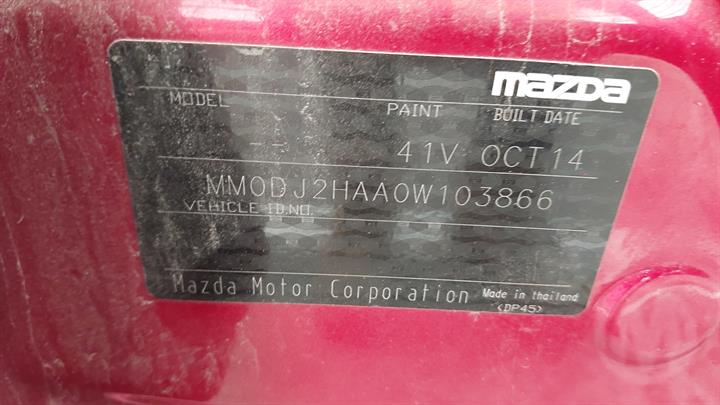 mazda
MODEL PAINT BUILT DATE
-- 41V OCT14
MM0DJ2HAA0W103866
VEHICLE ID.NO.
Mazda Motor Corporation Made in thailand
<DP45>